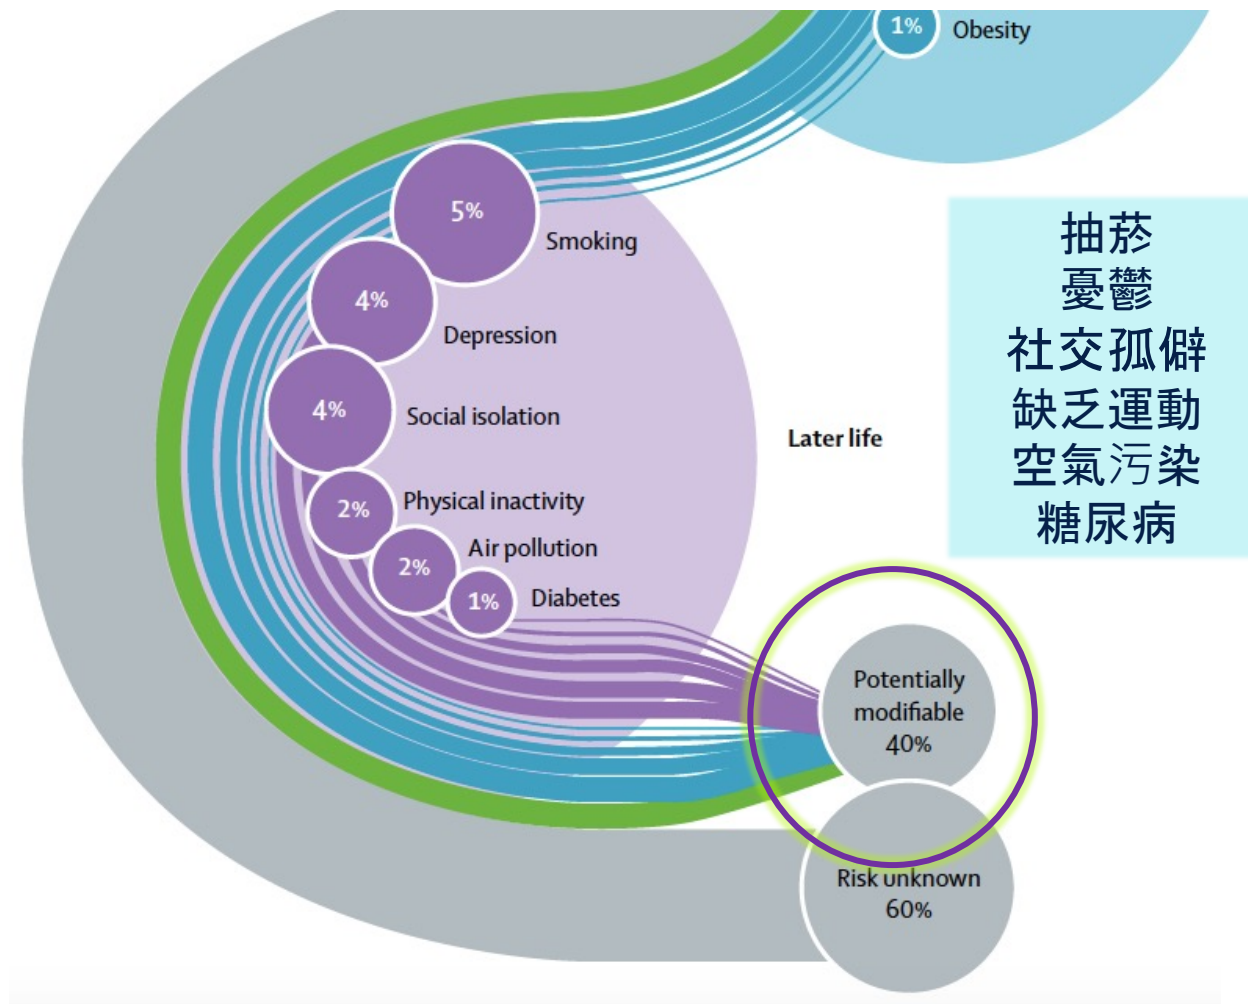 1%
Obesity
5%
Smoking
4%
Depression
4%
Social isolation
2%
Physical inactivity
2%
Air pollution
1%
Diabetes
Later life
抽菸
憂鬱
社交孤僻
缺乏運動
空氣污染
糖尿病
Potentially
modifiable
40%
Risk unknown
60%